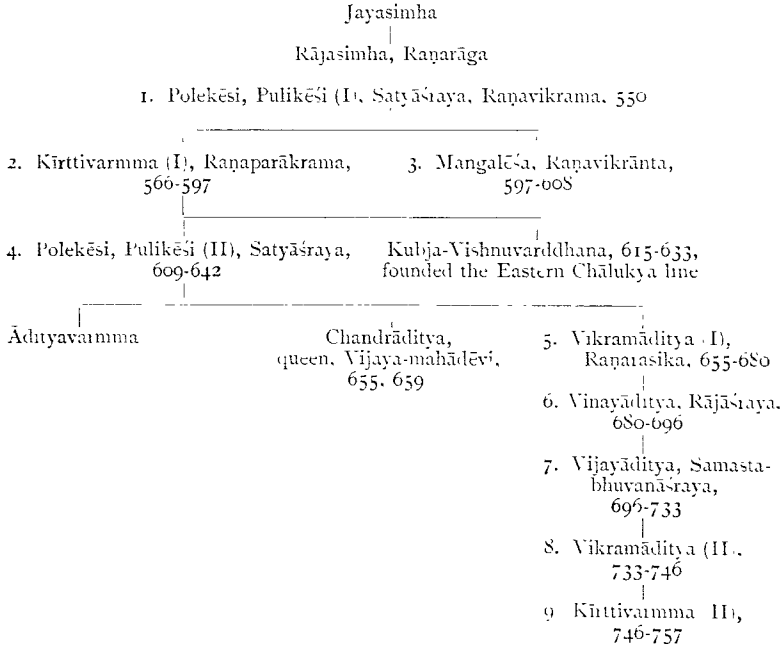 Jayasimha
Rājasimha, Raṇarāga
1. Polekēsi, Pulikēśi (I), Satyāśraya, Raṇavikrama, 550
2. Kīrttivarmma (I), Raṇaparākrama,
566-597
3. Mangalēśa, Raṇavikrānta,
597-608
4. Polekēsi, Pulikēśi (II), Satyāśraya,
609-642
Kubja-Vishnuvarddhana, 615-633,
founded the Eastern Chālukya line
Ādityavarmma
Chandrāditya,
queen, Vijaya-mahādēvi,
655, 659
5. Vikramāditya (I),
Raṇarasika, 655-680
6. Vinayāditya, Rājāśraya,
680-696
7. Vijayāditya, Samasta-
bhuvanāśraya,
696-733
8. Vikramāditya (II),
733-746
9 Kīrttivarmma II),
746-757